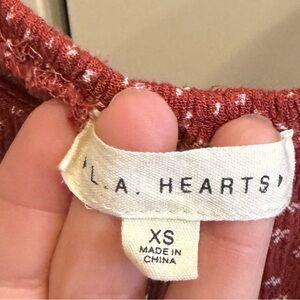 'L.A. HEARTS'
XS
MADE IN
CHINA